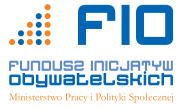 FIO
FUNDUSZ INICJATYW
OBYWATELSKICH
Ministerstwo Pracy i Polityki Społecznej